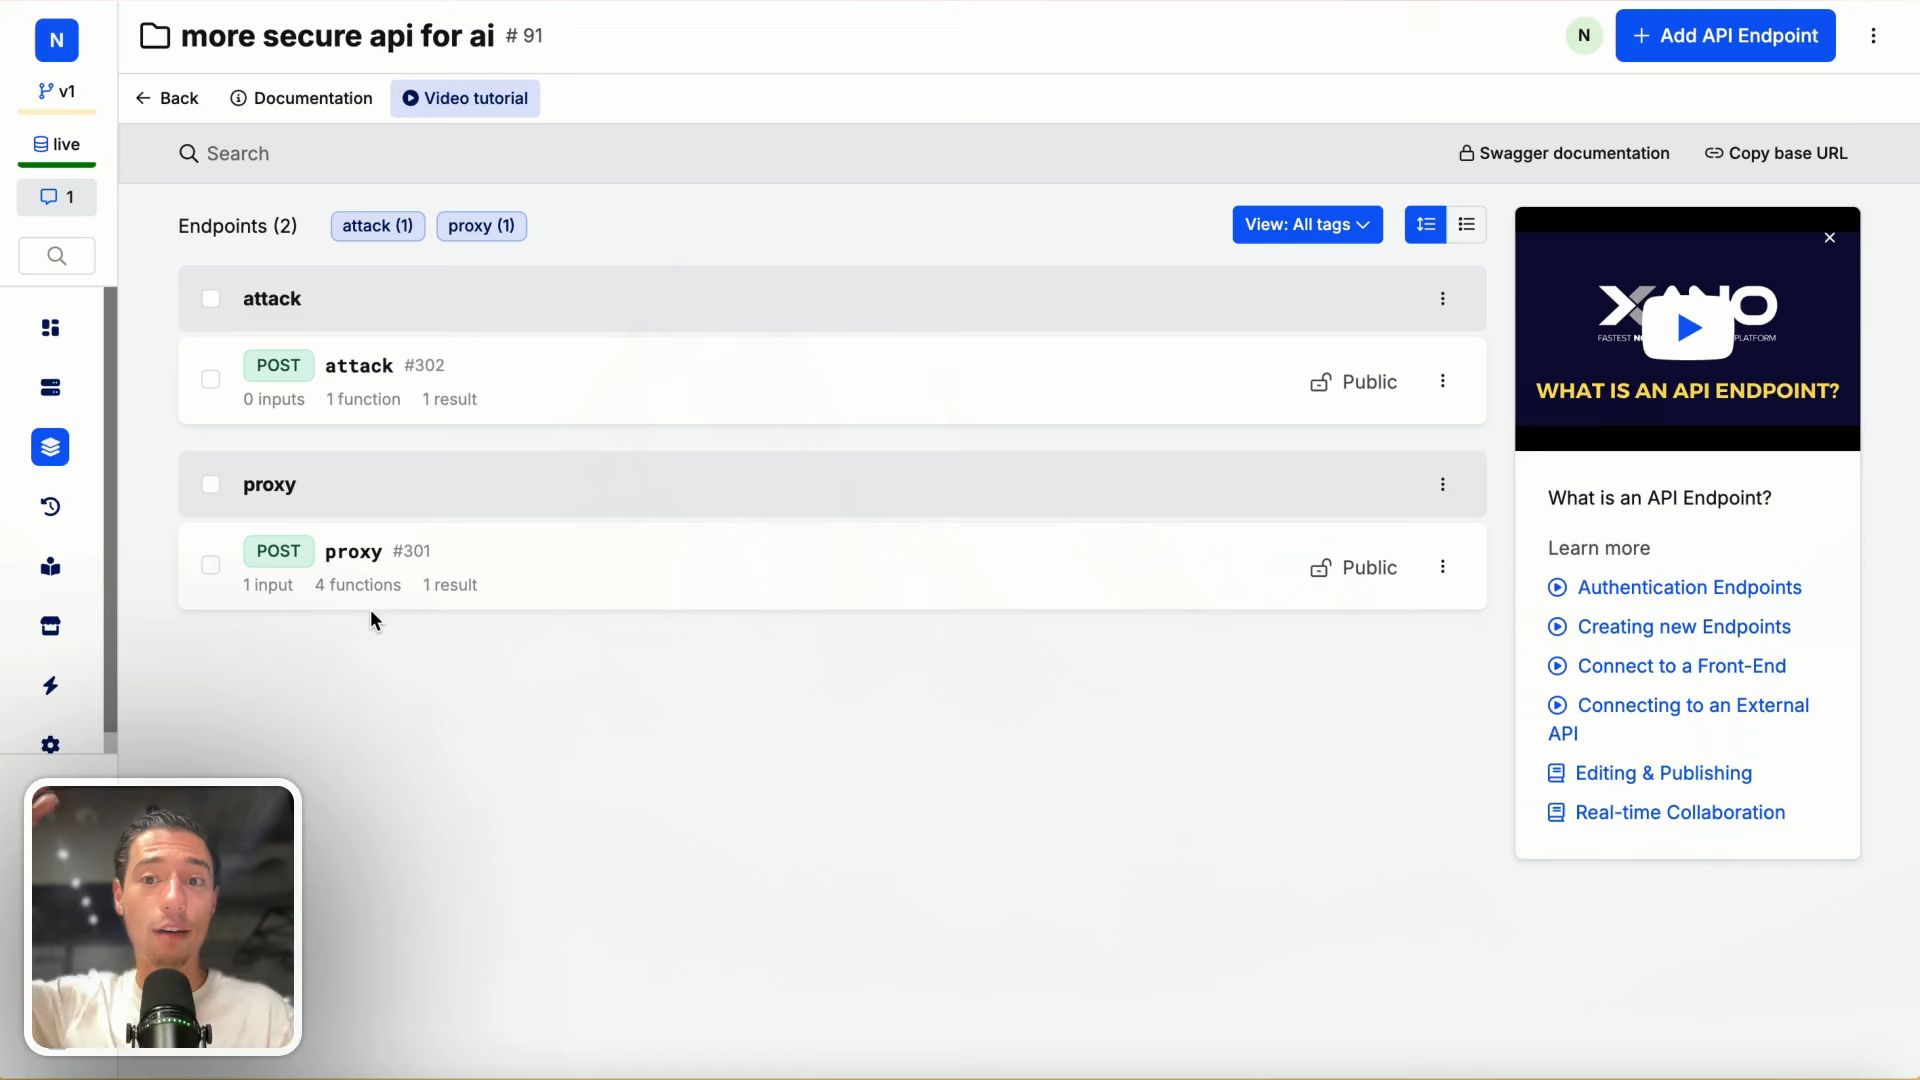 N
more secure api for ai # 91
N
+ Add API Endpoint
v1
Back
Documentation
Video tutorial
live
Search
Swagger documentation
Copy base URL
1
Endpoints (2)
attack (1)
proxy (1)
View: All tags
attack
POST attack #302
0 inputs 1 function 1 result
Public
proxy
POST proxy #301
1 input 4 functions 1 result
Public
WHAT IS AN API ENDPOINT?
What is an API Endpoint?
Learn more
Authentication Endpoints
Creating new Endpoints
Connect to a Front-End
Connecting to an External
API
Editing & Publishing
Real-time Collaboration